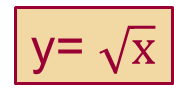 y= √x